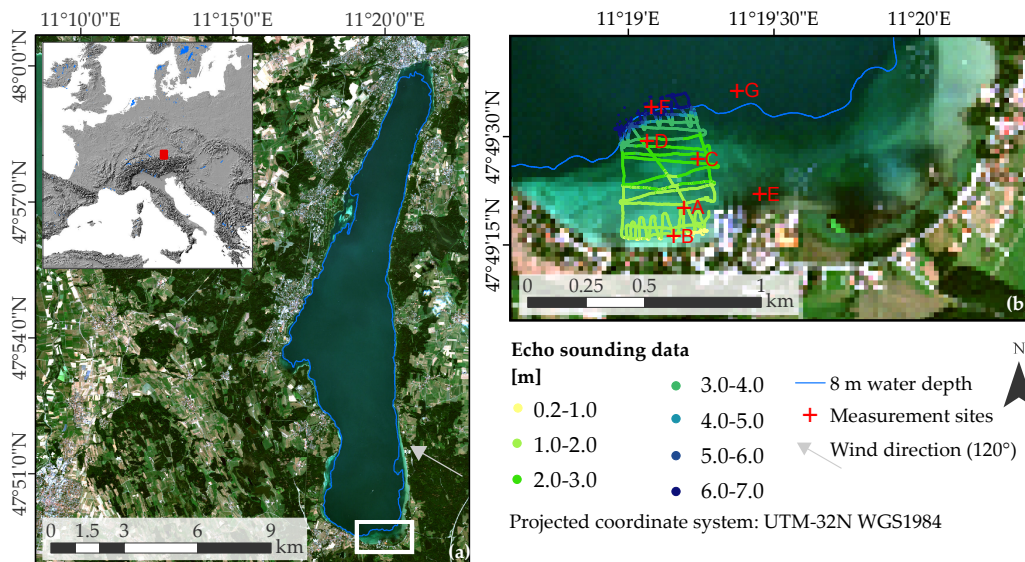 11°10'0"E 11°15'0"E 11°20'0"E
48°0'0"N
47°57'0"N
47°54'0"N
47°51'0"N
0 1.5 3 6 9
km
(a)
11°19'E 11°19'30"E 11°20'E
47°49'30"N
47°49'15"N
G
F
D
C
E
A
B
0 0.25 0.5 1
km
(b)
Echo sounding data
[m]
0.2-1.0
1.0-2.0
2.0-3.0
3.0-4.0
4.0-5.0
5.0-6.0
6.0-7.0
8 m water depth
Measurement sites
Wind direction (120°)
N
Projected coordinate system: UTM-32N WGS1984